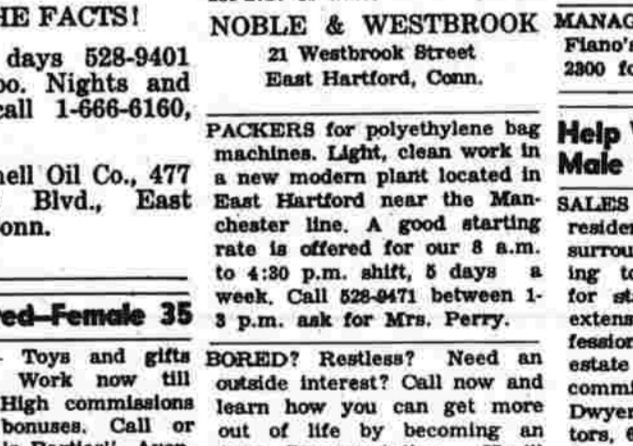 HE FACTS!
days 528-9401
Nights and
call 1-666-6160,
Oil Co., 477
Blvd., East
onn.
Female 35
Toys and gifts
Work now till
High commissions
bonuses. Call or
NOBLE & WESTBROOK
21 Westbrook Street
East Hartford, Conn.
PACKERS for polyethylene bag
machines. Light, clean work in
a new modern plant located in
East Hartford near the Man-
chester line. A good starting
rate is offered for our 8 a.m.
to 4:30 p.m. shift, 5 days a
week. Call 528-9471 between 1-
3 p.m. ask for Mrs. Perry.
BORED? Restless? Need an
outside interest? Call now and
learn how you can get more
out of life by becoming an
MANAG
Fiano's
2300 fo
Help
Male
SALES
residen
surrou
ing to
for st
extens
fession
estate
commi
Dwyer
tors, 6